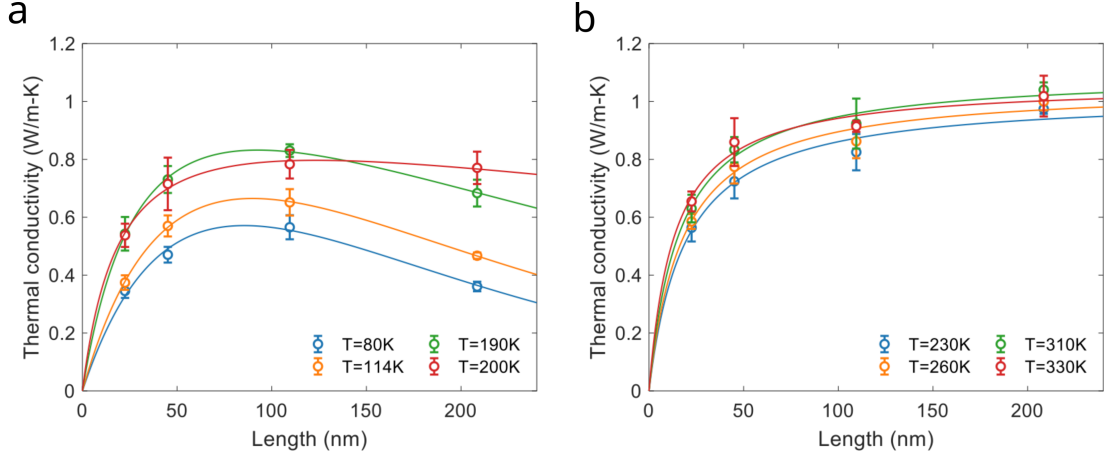 a
Thermal conductivity (W/m-K)
1.2
1
0.8
0.6
0.4
0.2
0
0
50
100
150
200
Length (nm)
T=80K
T=114K
T=190K
T=200K
b
Thermal conductivity (W/m-K)
1.2
1
0.8
0.6
0.4
0.2
0
0
50
100
150
200
Length (nm)
T=230K
T=260K
T=310K
T=330K